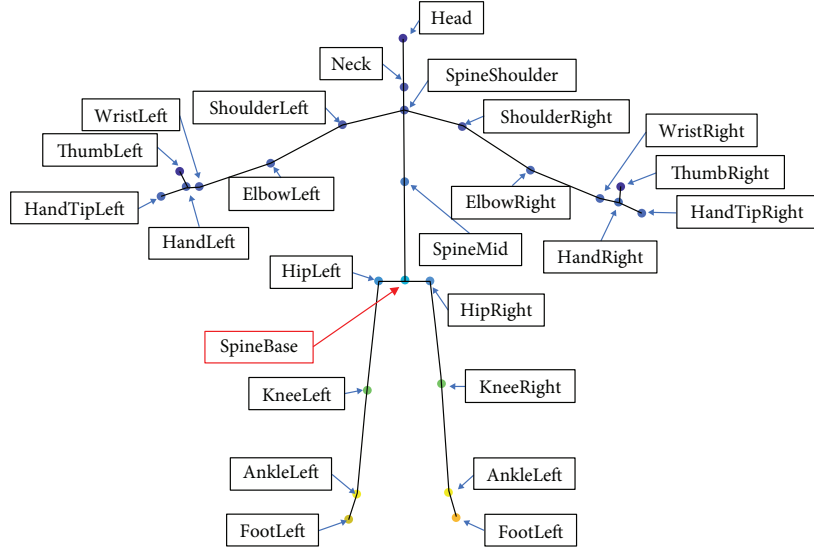 Head
Neck
SpineShoulder
ShoulderLeft
ShoulderRight
WristLeft
WristRight
ThumbLeft
ThumbRight
ElbowLeft
ElbowRight
HandTipLeft
HandTipRight
HandLeft
SpineMid
HandRight
HipLeft
HipRight
SpineBase
KneeLeft
KneeRight
AnkleLeft
AnkleLeft
FootLeft
FootLeft